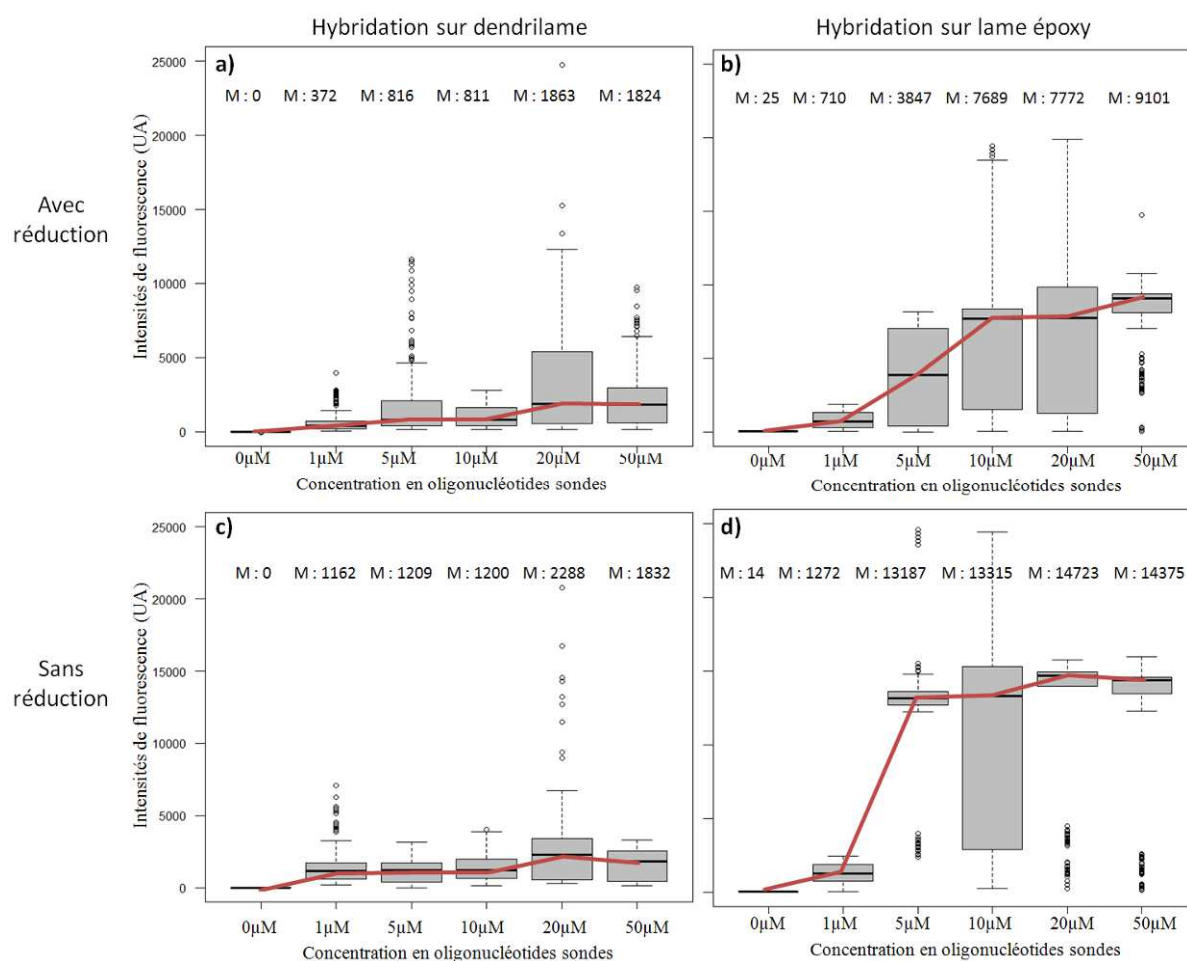 Hybridation sur dendrilame
Hybridation sur lame époxy
Avec
réduction
Sans
réduction
a)
M : 0 M : 372 M : 816 M : 811 M : 1863 M : 1824
Intensités de fluorescence (UA)
25000
20000
15000
10000
5000
0
0µM 1µM 5µM 10µM 20µM 50µM
Concentration en oligonucléotides sondes
b)
M : 25 M : 710 M : 3847 M : 7689 M : 7772 M : 9101
0µM 1µM 5µM 10µM 20µM 50µM
Concentration en oligonucléotides sondes
c)
M : 0 M : 1162 M : 1209 M : 1200 M : 2288 M : 1832
Intensités de fluorescence (UA)
25000
20000
15000
10000
5000
0
0µM 1µM 5µM 10µM 20µM 50µM
Concentration en oligonucléotides sondes
d)
M : 14 M : 1272 M : 13187 M : 13315 M : 14723 M : 14375
0µM 1µM 5µM 10µM 20µM 50µM
Concentration en oligonucléotides sondes